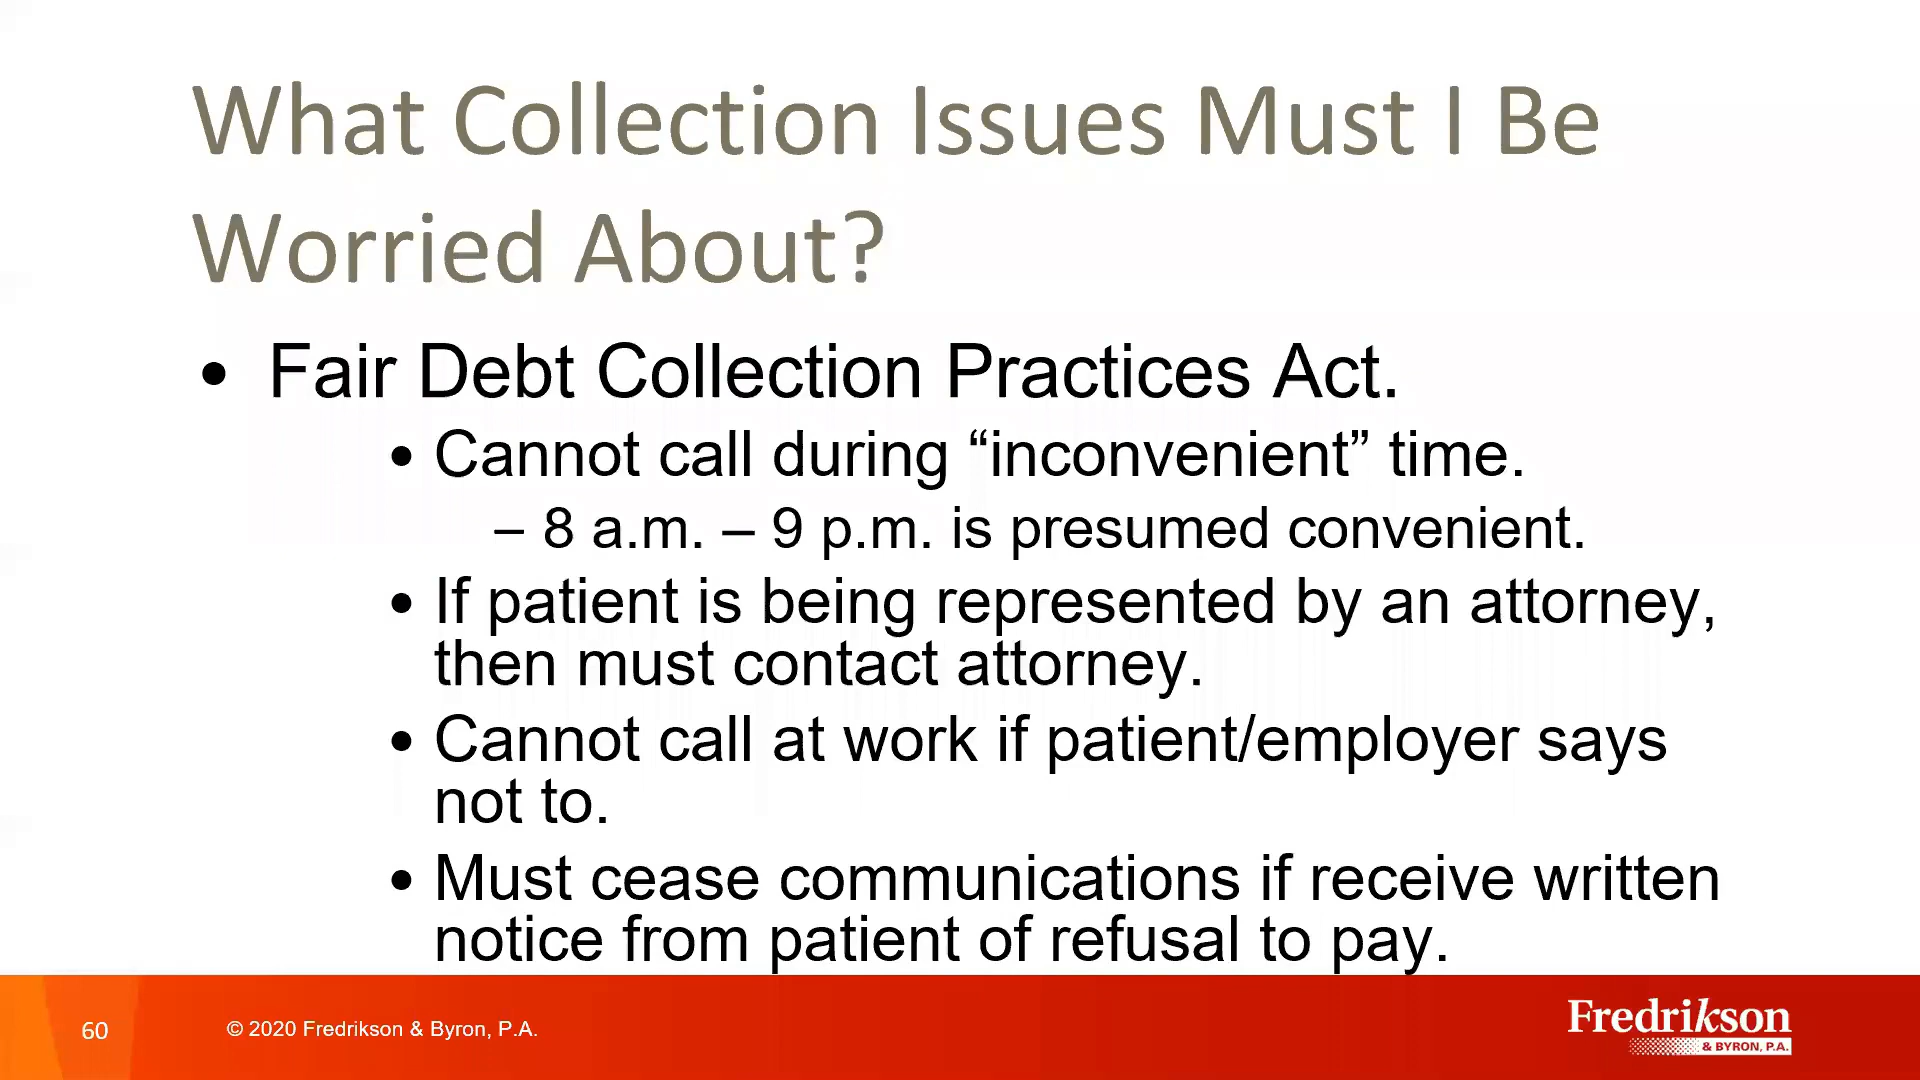 What Collection Issues Must I Be
Worried About?
• Fair Debt Collection Practices Act.
• Cannot call during “inconvenient” time.
– 8 a.m. – 9 p.m. is presumed convenient.
• If patient is being represented by an attorney,
then must contact attorney.
• Cannot call at work if patient/employer says
not to.
• Must cease communications if receive written
notice from patient of refusal to pay.
60
© 2020 Fredrikson & Byron, P.A.
Fredrikson
& BYRON, P.A.